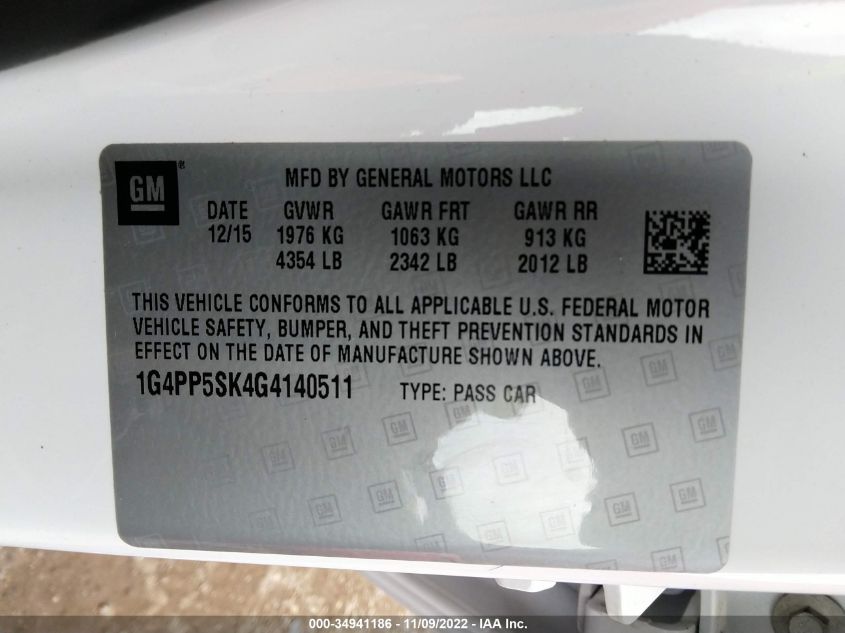 GM ®
MFD BY GENERAL MOTORS LLC
DATE GVWR GAWR FRT GAWR RR
12/15 1976 KG 1063 KG 913 KG
4354 LB 2342 LB 2012 LB
THIS VEHICLE CONFORMS TO ALL APPLICABLE U.S. FEDERAL MOTOR
VEHICLE SAFETY, BUMPER, AND THEFT PREVENTION STANDARDS IN
EFFECT ON THE DATE OF MANUFACTURE SHOWN ABOVE.
1G4PP5SK4G4140511 TYPE: PASS CAR
000-34941186 - 11/09/2022 - IAA Inc.